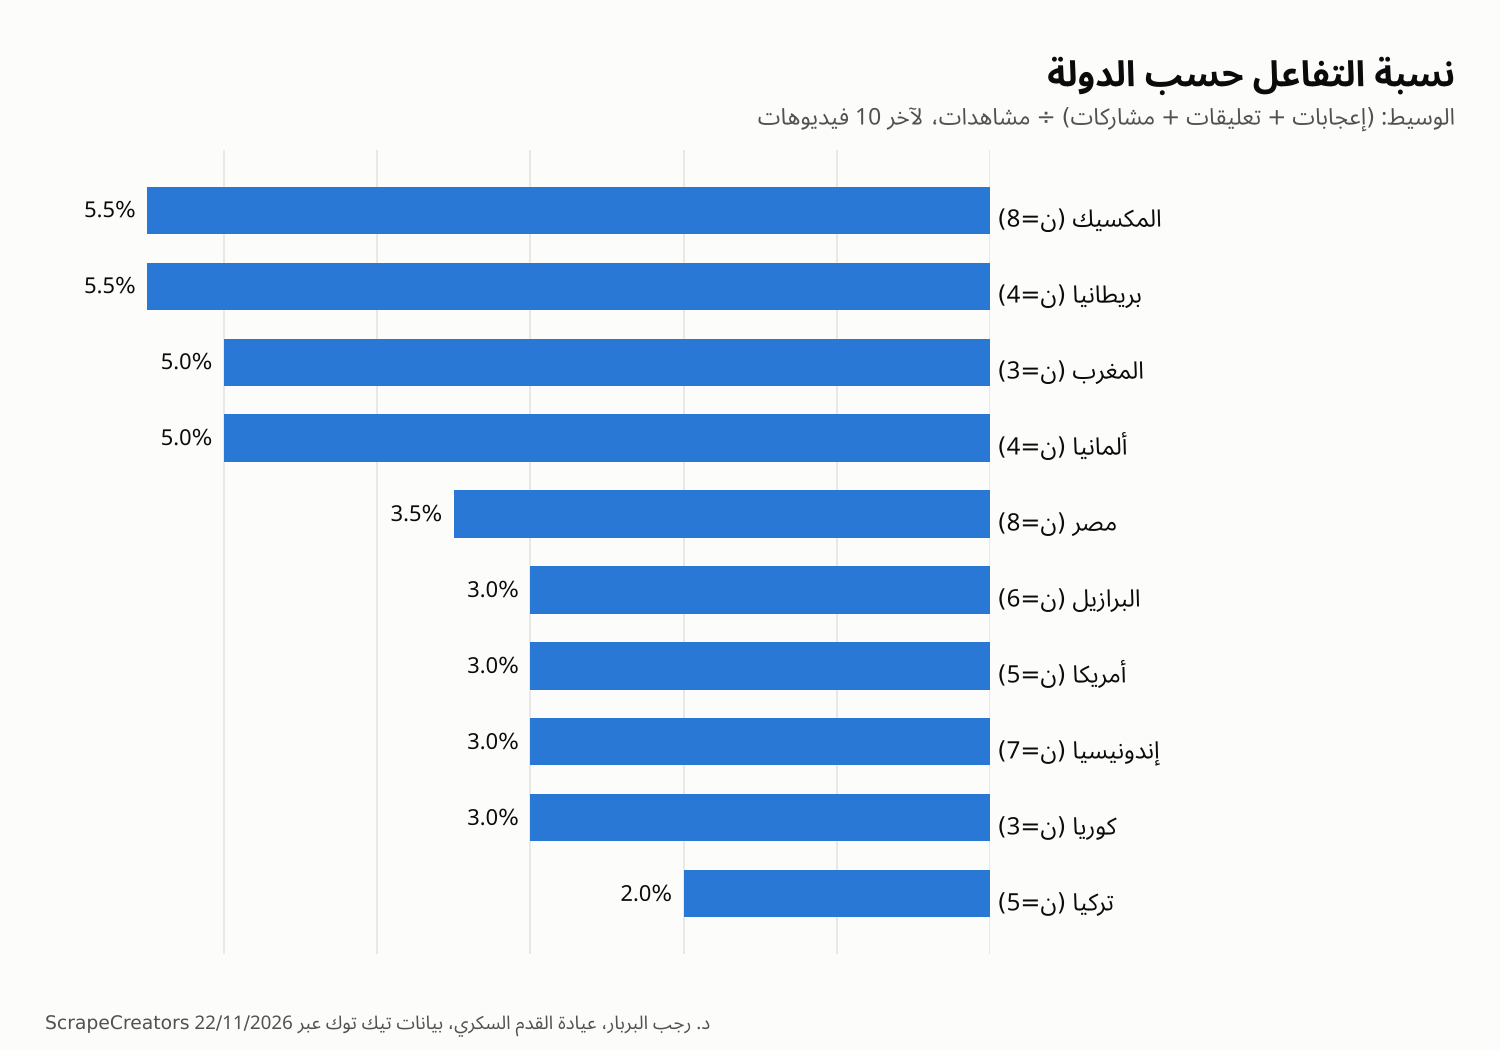 نسبة التفاعل حسب الدولة
الوسيط: (إعجابات + تعليقات + مشاركات) ÷ مشاهدات، لآخر 10 فيديوهات
المكسيك (ن=8) 5.5%
بريطانيا (ن=4) 5.5%
المغرب (ن=3) 5.0%
ألمانيا (ن=4) 5.0%
مصر (ن=8) 3.5%
البرازيل (ن=6) 3.0%
أمريكا (ن=5) 3.0%
إندونيسيا (ن=7) 3.0%
كوريا (ن=3) 3.0%
تركيا (ن=5) 2.0%
د. رجب البربار، عيادة القدم السكري، بيانات تيك توك عبر ScrapeCreators 22/11/2026